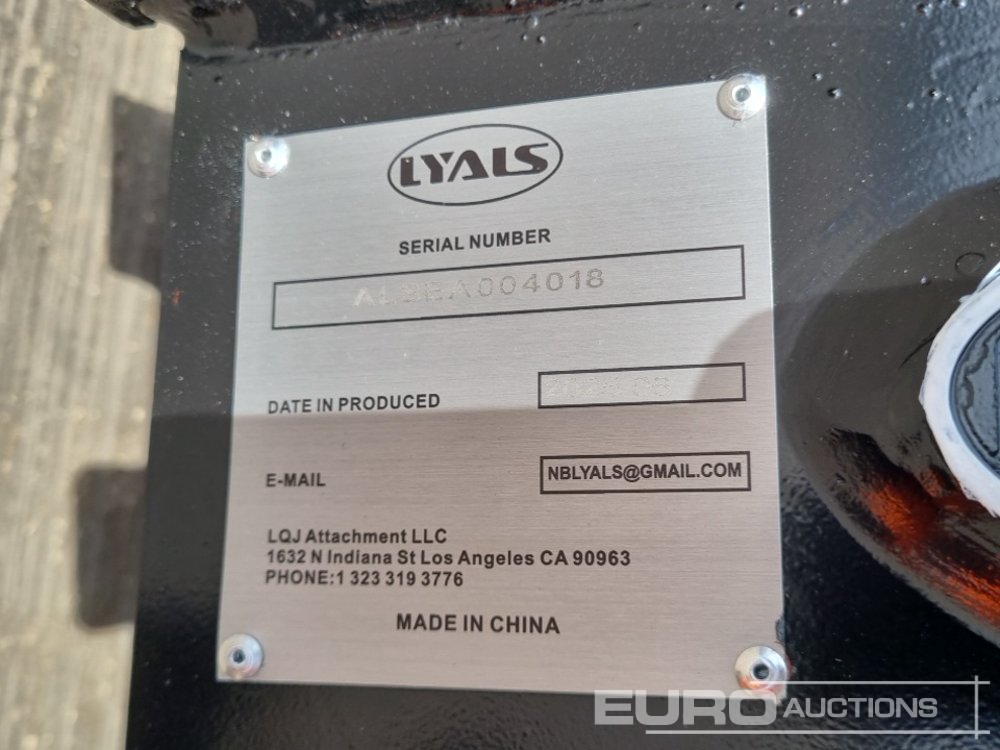 LYALS
SERIAL NUMBER
DATE IN PRODUCED
E-MAIL
NBLYALS@GMAIL.COM
LQJ Attachment LLC
1632 N Indiana St Los Angeles CA 90963
PHONE:1 323 319 3776
MADE IN CHINA
EURO AUCTIONS